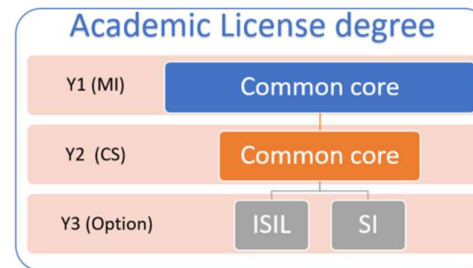 Academic License degree
Y1 (MI)
Common core
Y2 (CS)
Common core
Y3 (Option)
ISIL
SI